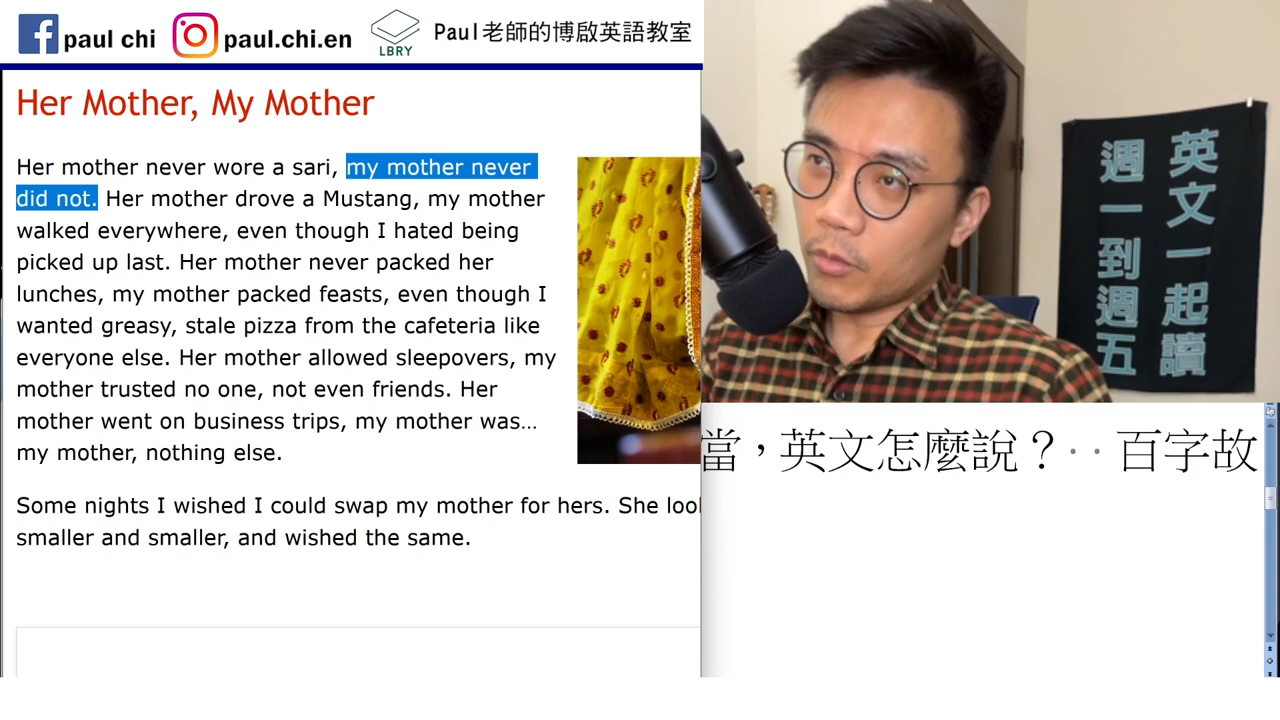 paul chi
paul.chi.en
LBRY
Paul老師的博啟英語教室
Her Mother, My Mother
Her mother never wore a sari, my mother never
did not. Her mother drove a Mustang, my mother
walked everywhere, even though I hated being
picked up last. Her mother never packed her
lunches, my mother packed feasts, even though I
wanted greasy, stale pizza from the cafeteria like
everyone else. Her mother allowed sleepovers, my
mother trusted no one, not even friends. Her
mother went on business trips, my mother was…
my mother, nothing else.
Some nights I wished I could swap my mother for hers. She
smaller and smaller, and wished the same.
英文一起讀
週一到週五
當，英文怎麼說？‧‧百字故